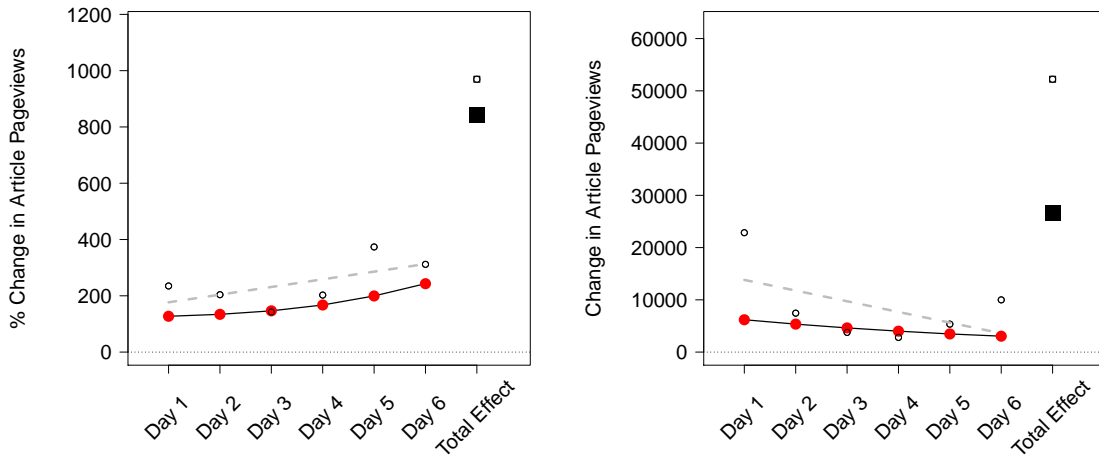 % Change in Article Pageviews
1200
1000
800
600
400
200
0
Day 1
Day 2
Day 3
Day 4
Day 5
Day 6
Total Effect
Change in Article Pageviews
60000
50000
40000
30000
20000
10000
0
Day 1
Day 2
Day 3
Day 4
Day 5
Day 6
Total Effect